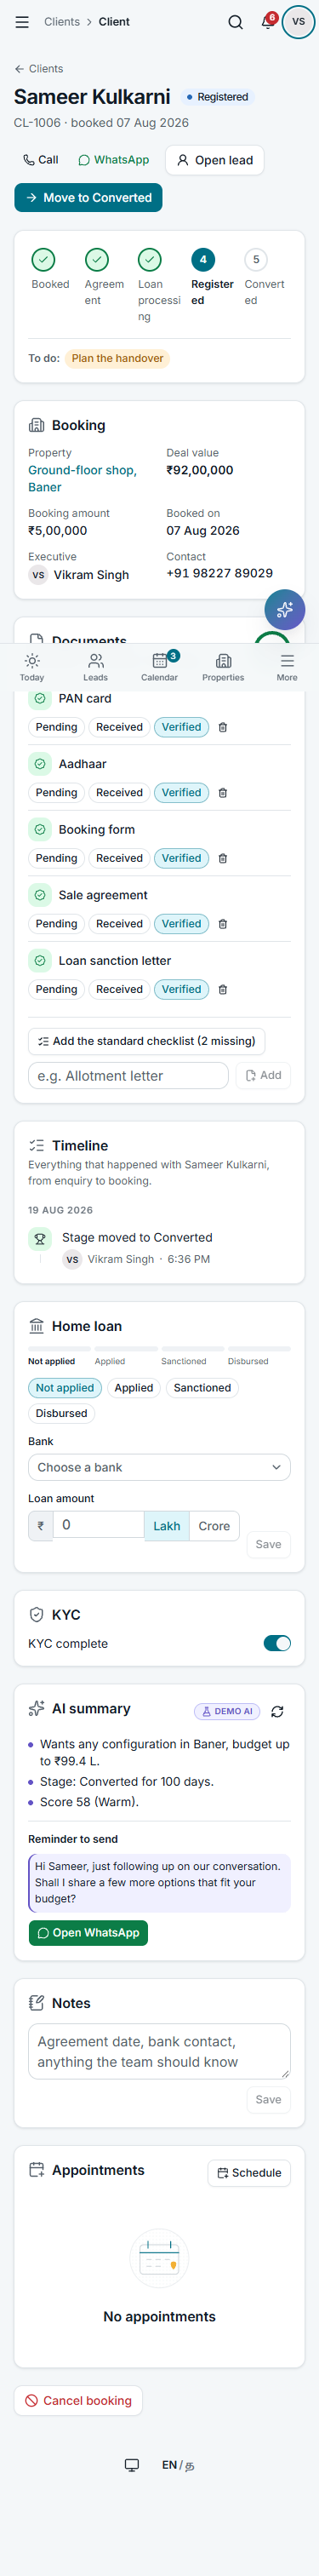 Clients > Client
6
VS
← Clients
Sameer Kulkarni
Registered
CL-1006 · booked 07 Aug 2026
Call
WhatsApp
Open lead
Move to Converted
4
5
Booked
Agreem
ent
Loan
processi
ng
Register
ed
Convert
ed
To do: Plan the handover
Booking
Property
Deal value
Ground-floor shop,
Baner
₹92,00,000
Booking amount
Booked on
₹5,00,000
07 Aug 2026
Executive
Contact
VS Vikram Singh
+91 98227 89029
Documents
3
Today
Leads
Calendar
Properties
More
PAN card
Pending Received Verified
Aadhaar
Pending Received Verified
Booking form
Pending Received Verified
Sale agreement
Pending Received Verified
Loan sanction letter
Pending Received Verified
Add the standard checklist (2 missing)
e.g. Allotment letter
Add
Timeline
Everything that happened with Sameer Kulkarni,
from enquiry to booking.
19 AUG 2026
Stage moved to Converted
VS Vikram Singh · 6:36 PM
Home loan
Not applied Applied Sanctioned Disbursed
Not applied Applied Sanctioned
Disbursed
Bank
Choose a bank
Loan amount
₹ 0 Lakh Crore
Save
KYC
KYC complete
AI summary
DEMO AI
Wants any configuration in Baner, budget up
to ₹99.4 L.
Stage: Converted for 100 days.
Score 58 (Warm).
Reminder to send
Hi Sameer, just following up on our conversation.
Shall I share a few more options that fit your
budget?
Open WhatsApp
Notes
Agreement date, bank contact,
anything the team should know
Save
Appointments
Schedule
No appointments
Cancel booking
EN / த